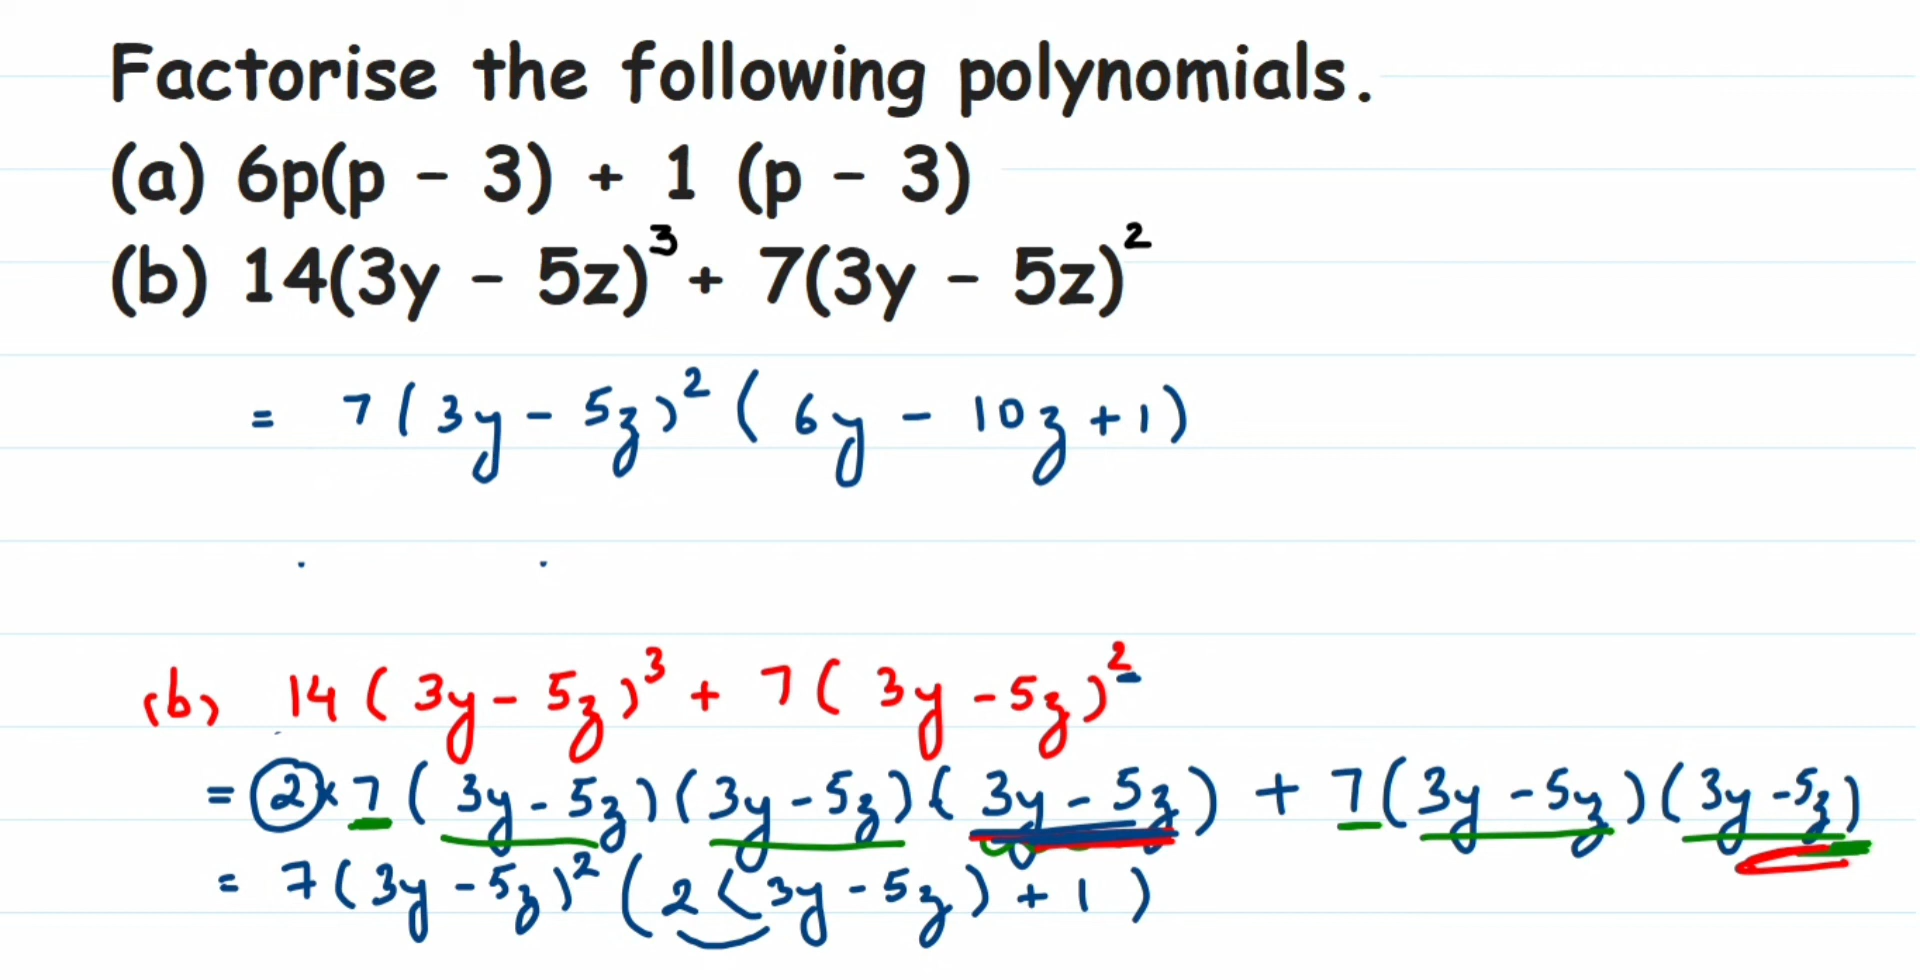 Factorise the following polynomials.
(a) 6p(p - 3) + 1 (p - 3)
(b) 14(3y - 5z)³ + 7(3y - 5z)²
= 7(3y - 5z)² (6y - 10z + 1)
(b) 14(3y - 5z)³ + 7(3y - 5z)²
= 2 × 7(3y - 5z)(3y - 5z)(3y - 5z) + 7(3y - 5y)(3y - 5z)
= 7(3y - 5z)² (2(3y - 5z) + 1)